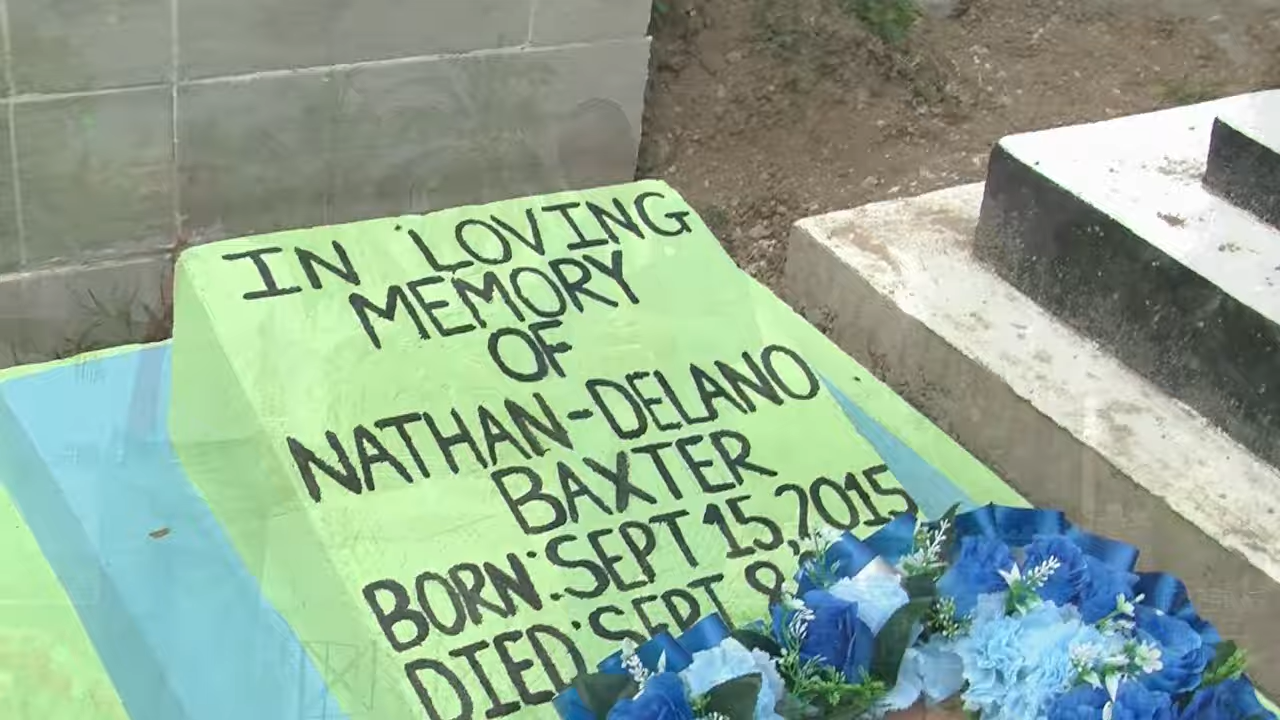 IN LOVING
MEMORY
OF
NATHAN-DELANO
BAXTER
BORN:SEPT 15,2015
DIED:SEPT